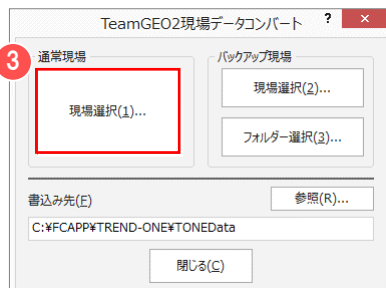 TeamGEO2現場データコンバート ? ×
3
通常現場
現場選択(1)...
バックアップ現場
現場選択(2)...
フォルダー選択(3)...
書込み先(F)
参照(R)...
C:¥FCAPP¥TREND-ONE¥TONEData
閉じる(C)